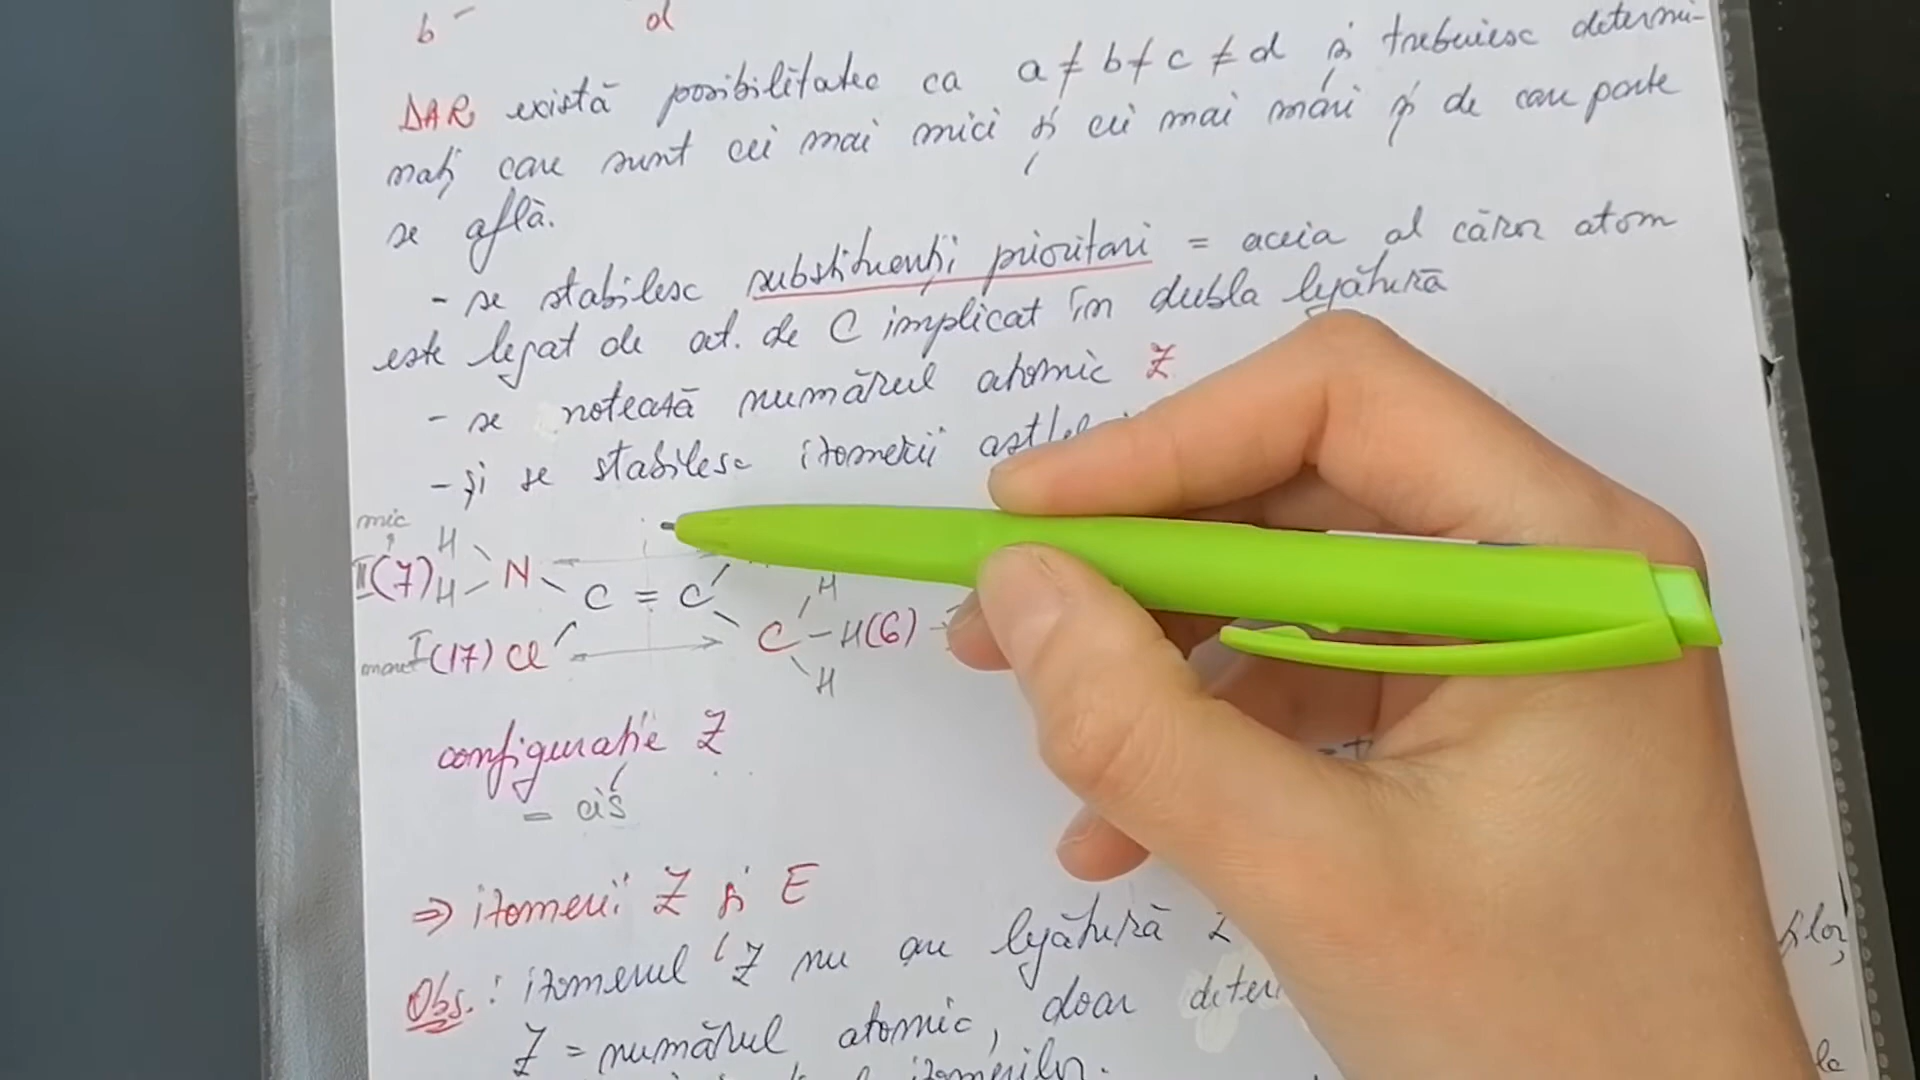 b d
DAR există posibilitatea ca a ≠ b ≠ c ≠ d și trebuiesc determi-
nați care sunt cei mai mici și cei mai mari și de care parte
se află.
- se stabilesc substituenți prioritari = aceia al căror atom
este legat de at. de C implicat în dubla legătură
- se notează numărul atomic Z
- și se stabilesc izomerii astfel
mic
II(7) H H N C = C H
mare I(17) Cl C - H(6)
H
configurație Z
= cis
⇒ izomerii Z și E
Obs.: izomerul Z nu are legătură Z
Z = numărul atomic, doar
izomerilor.